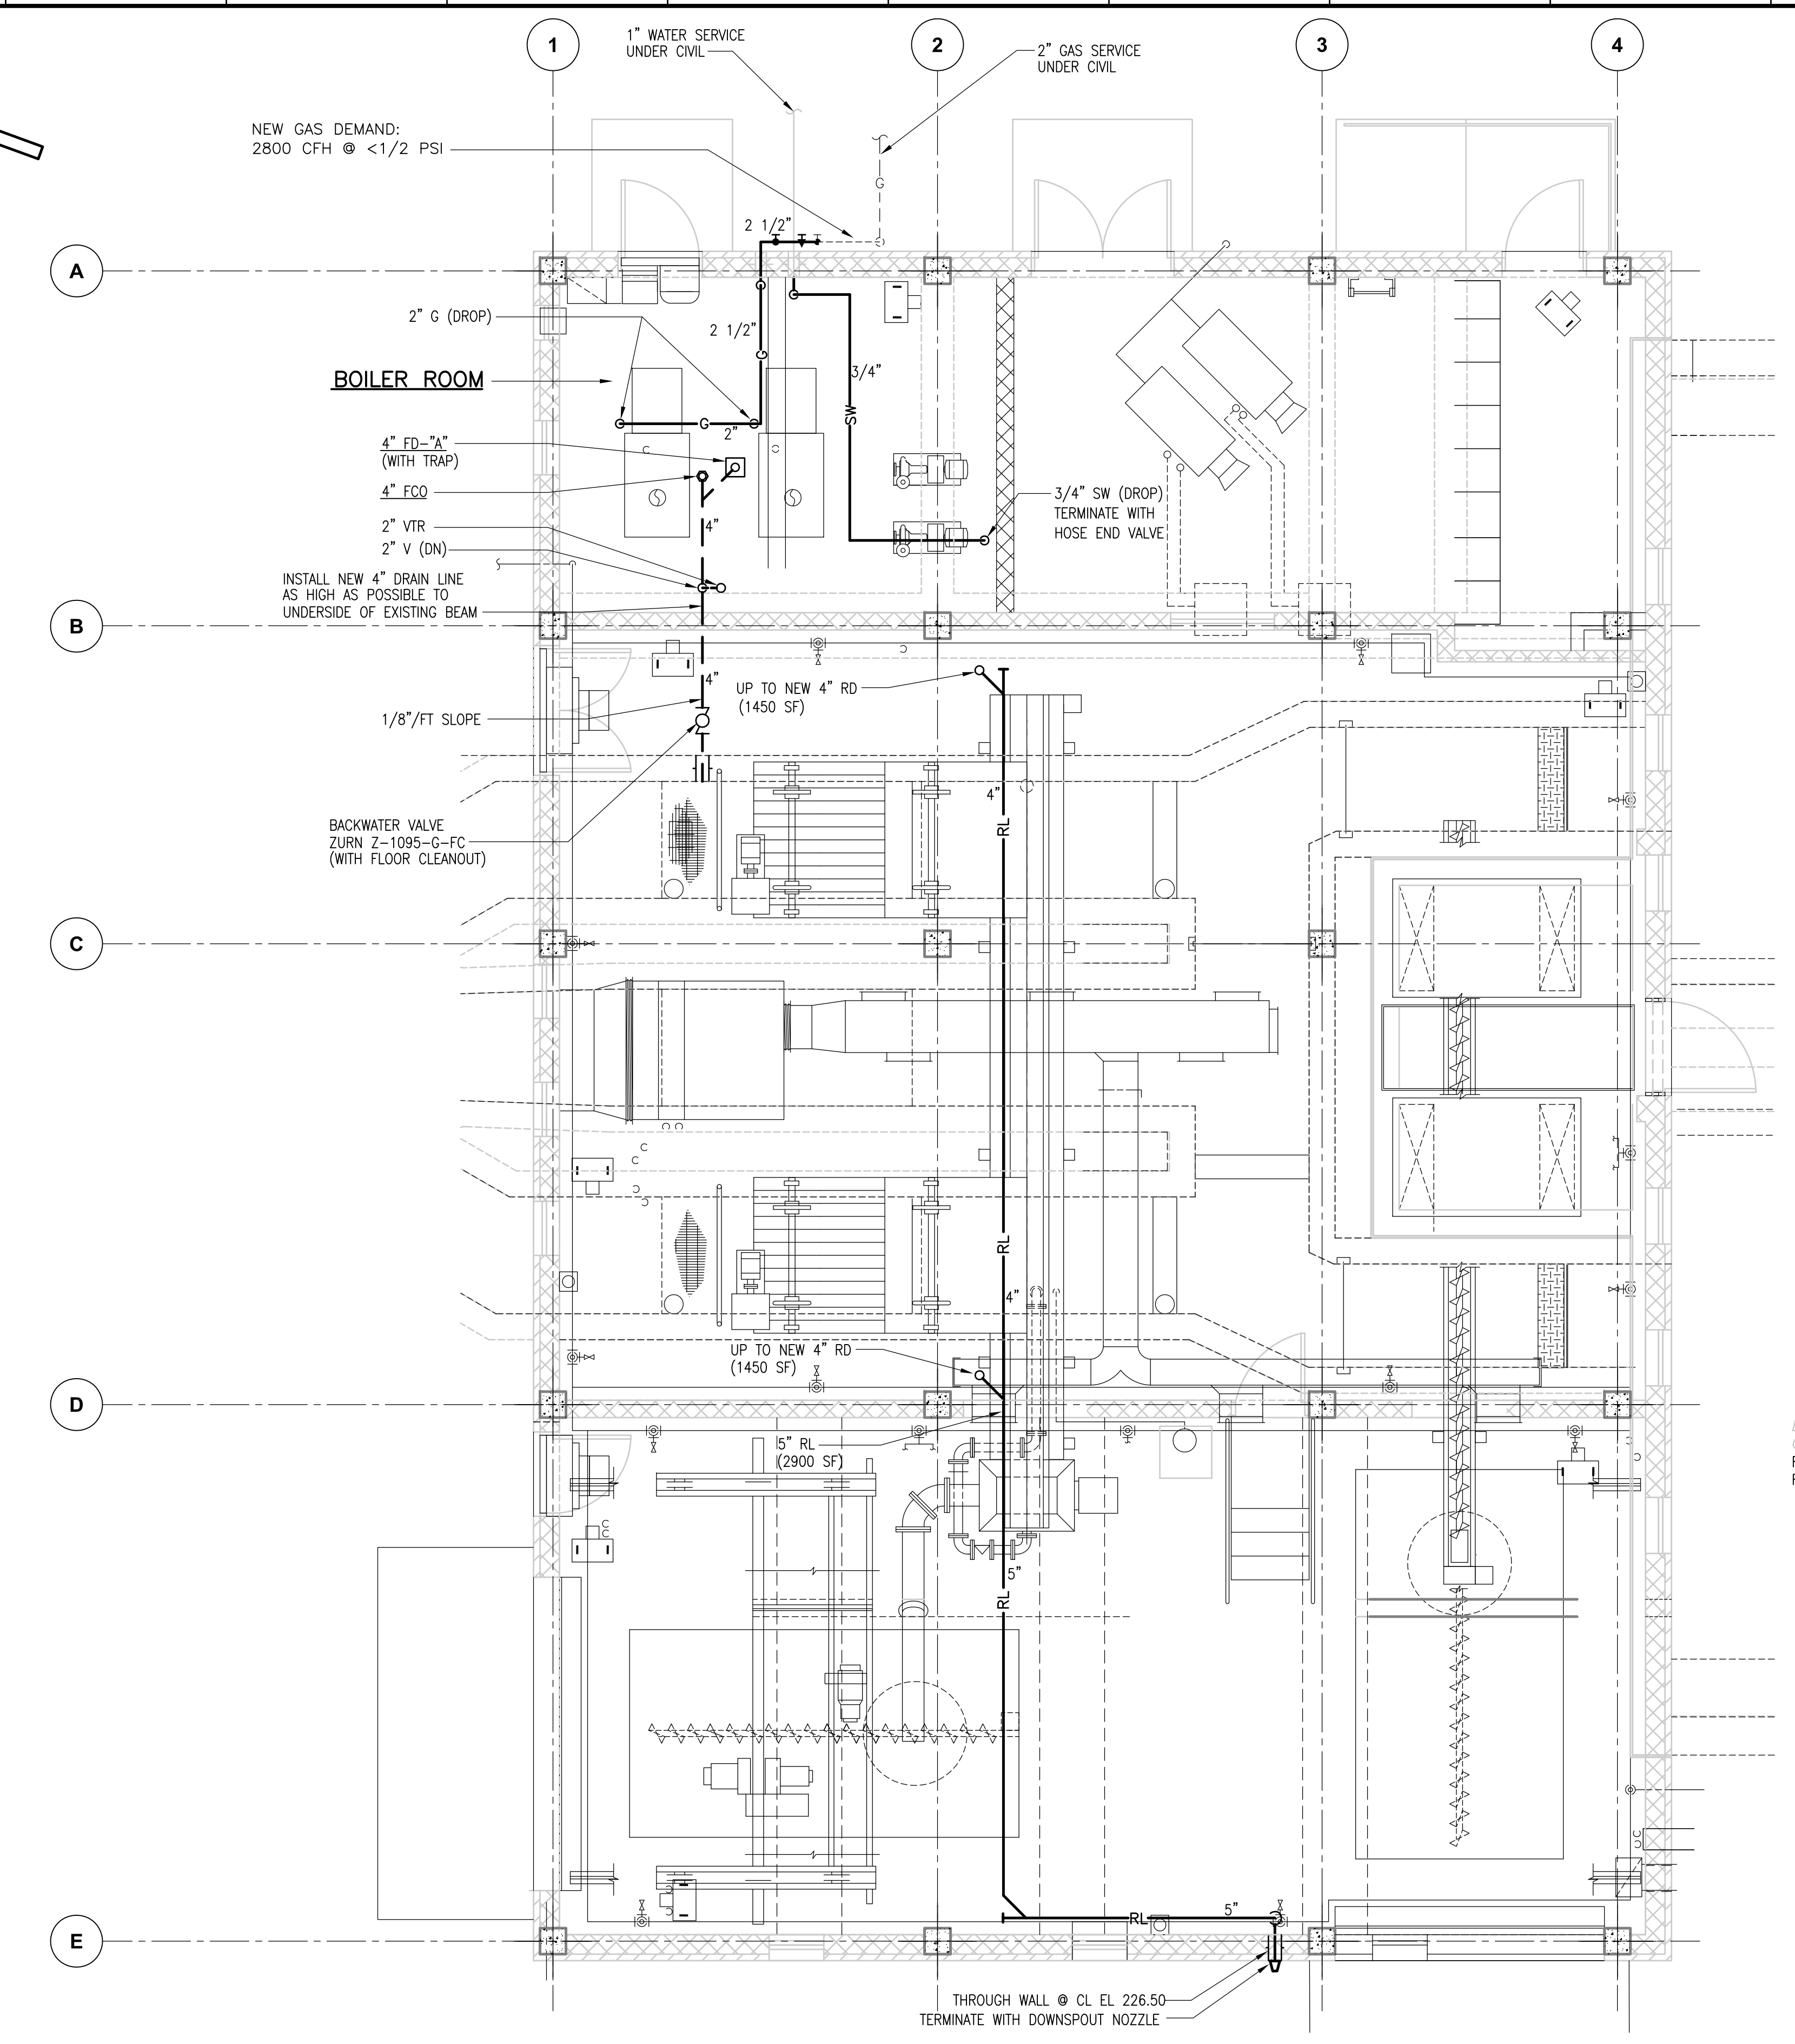 1
2
3
4
1" WATER SERVICE
UNDER CIVIL
2" GAS SERVICE
UNDER CIVIL
NEW GAS DEMAND:
2800 CFH @ <1/2 PSI
G
2 1/2"
A
2" G (DROP)
2 1/2"
G
3/4"
BOILER ROOM
SW
G
2"
4" FD-"A"
(WITH TRAP)
4" FCO
3/4" SW (DROP)
TERMINATE WITH
HOSE END VALVE
4"
2" VTR
2" V (DN)
INSTALL NEW 4" DRAIN LINE
AS HIGH AS POSSIBLE TO
UNDERSIDE OF EXISTING BEAM
B
4"
UP TO NEW 4" RD
(1450 SF)
1/8"/FT SLOPE
4"
RL
BACKWATER VALVE
ZURN Z-1095-G-FC
(WITH FLOOR CLEANOUT)
C
RL
4"
UP TO NEW 4" RD
(1450 SF)
D
5" RL
(2900 SF)
5"
RL
RL
5"
E
THROUGH WALL @ CL EL 226.50
TERMINATE WITH DOWNSPOUT NOZZLE